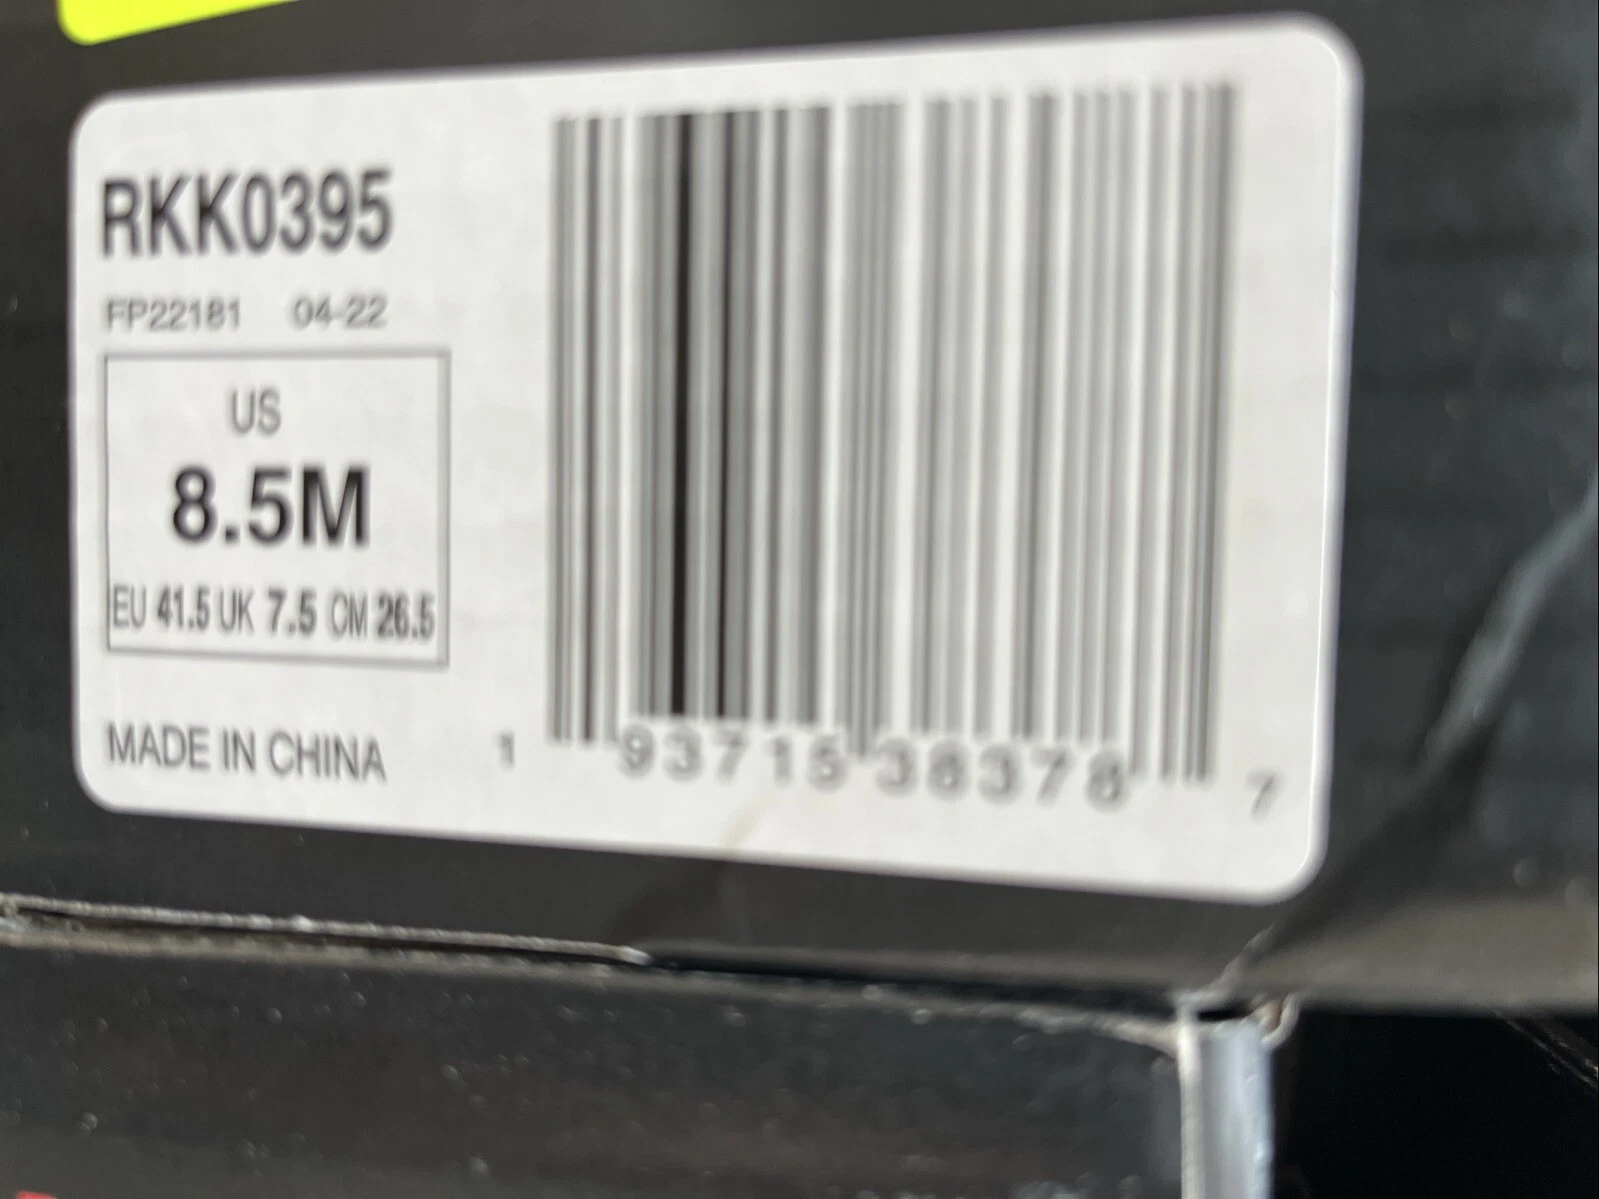 RKK0395
FP22181 04-22
US
8.5M
EU 41.5 UK 7.5 CM 26.5
MADE IN CHINA
1 93715 38378 7